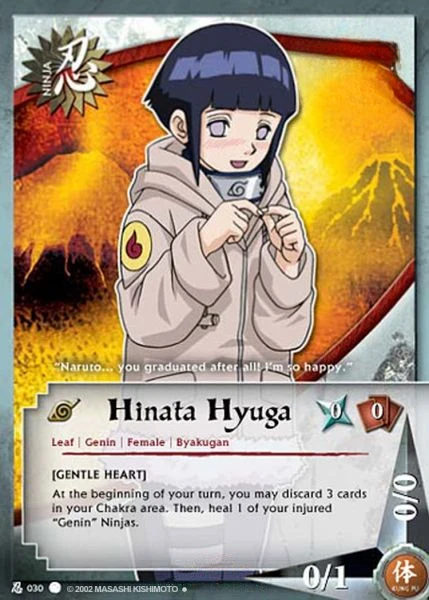 忍
NINJA
"Naruto... you graduated after all! I'm so happy."
Hinata Hyuga
0
0
Leaf | Genin | Female | Byakugan
[GENTLE HEART]
At the beginning of your turn, you may discard 3 cards
in your Chakra area. Then, heal 1 of your injured
"Genin" Ninjas.
0/0
体
KUNG FU
0/1
忍 030
© 2002 MASASHI KISHIMOTO